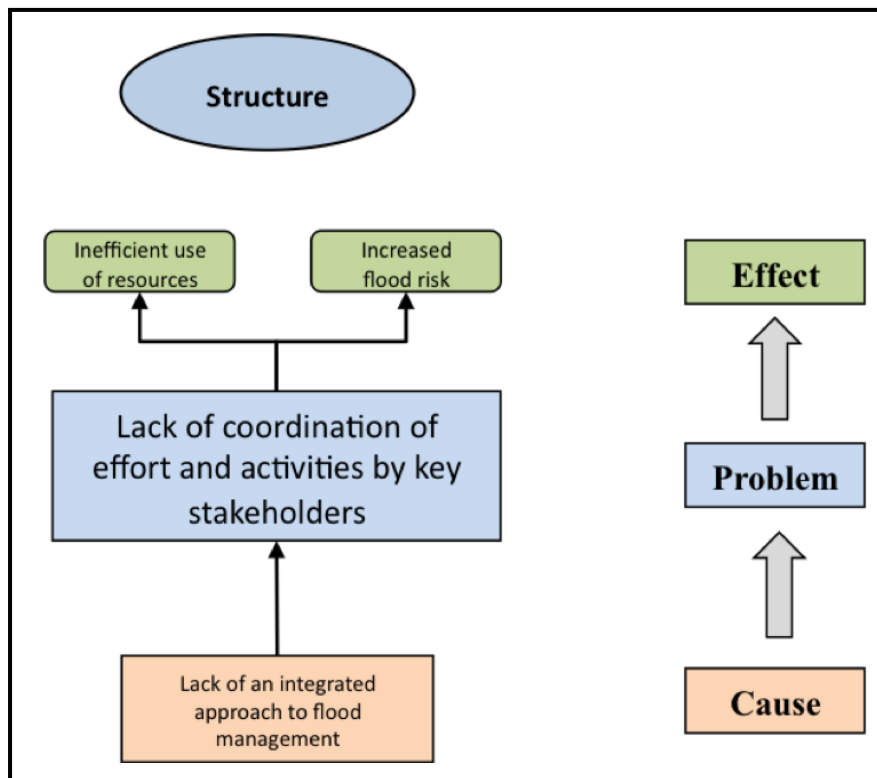 Structure
Inefficient use
of resources
Increased
flood risk
Effect
Lack of coordination of
effort and activities by key
stakeholders
Problem
Lack of an integrated
approach to flood
management
Cause